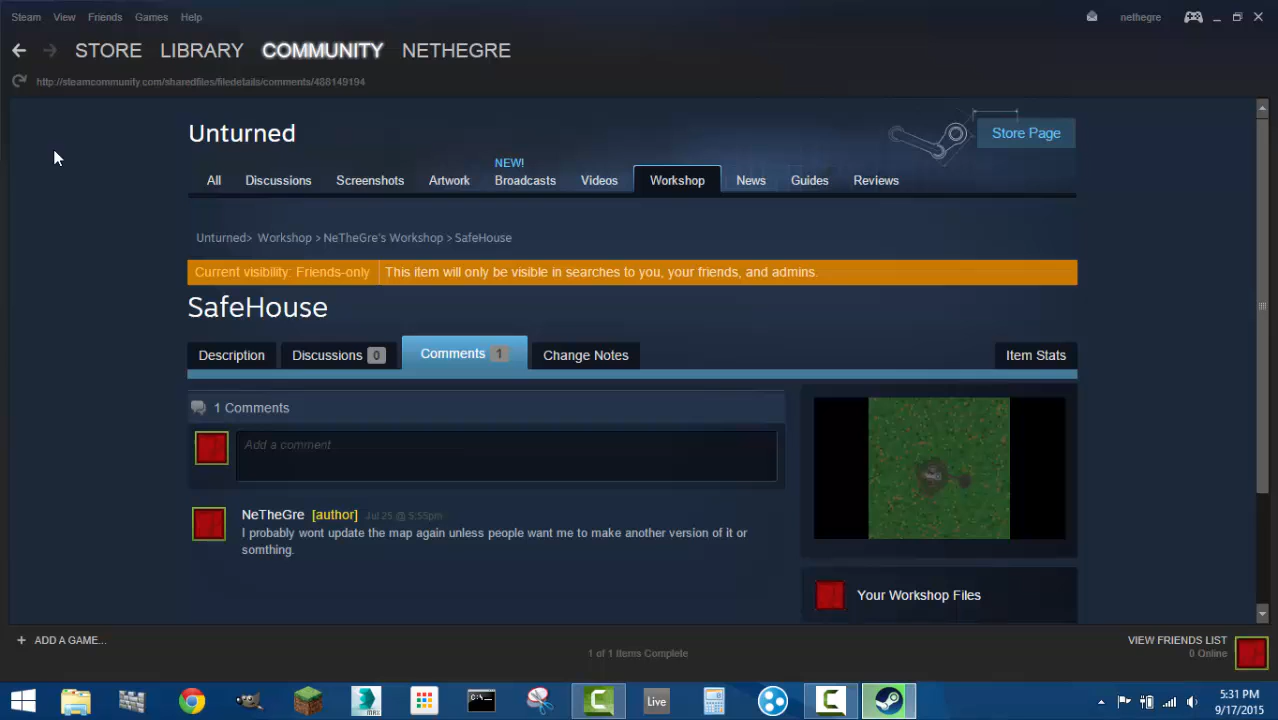 Steam View Friends Games Help
nethegre
STORE LIBRARY COMMUNITY NETHEGRE
http://steamcommunity.com/sharedfiles/filedetails/comments/488149194
Unturned
Store Page
NEW!
All Discussions Screenshots Artwork Broadcasts Videos Workshop News Guides Reviews
Unturned> Workshop > NeTheGre's Workshop > SafeHouse
Current visibility: Friends-only This item will only be visible in searches to you, your friends, and admins.
SafeHouse
Description Discussions 0 Comments 1 Change Notes Item Stats
1 Comments
Add a comment
NeTheGre [author] Jul 25 @ 5:55pm
I probably wont update the map again unless people want me to make another version of it or
somthing.
Your Workshop Files
+ ADD A GAME...
1 of 1 Items Complete
VIEW FRIENDS LIST
0 Online
Live
5:31 PM
9/17/2015